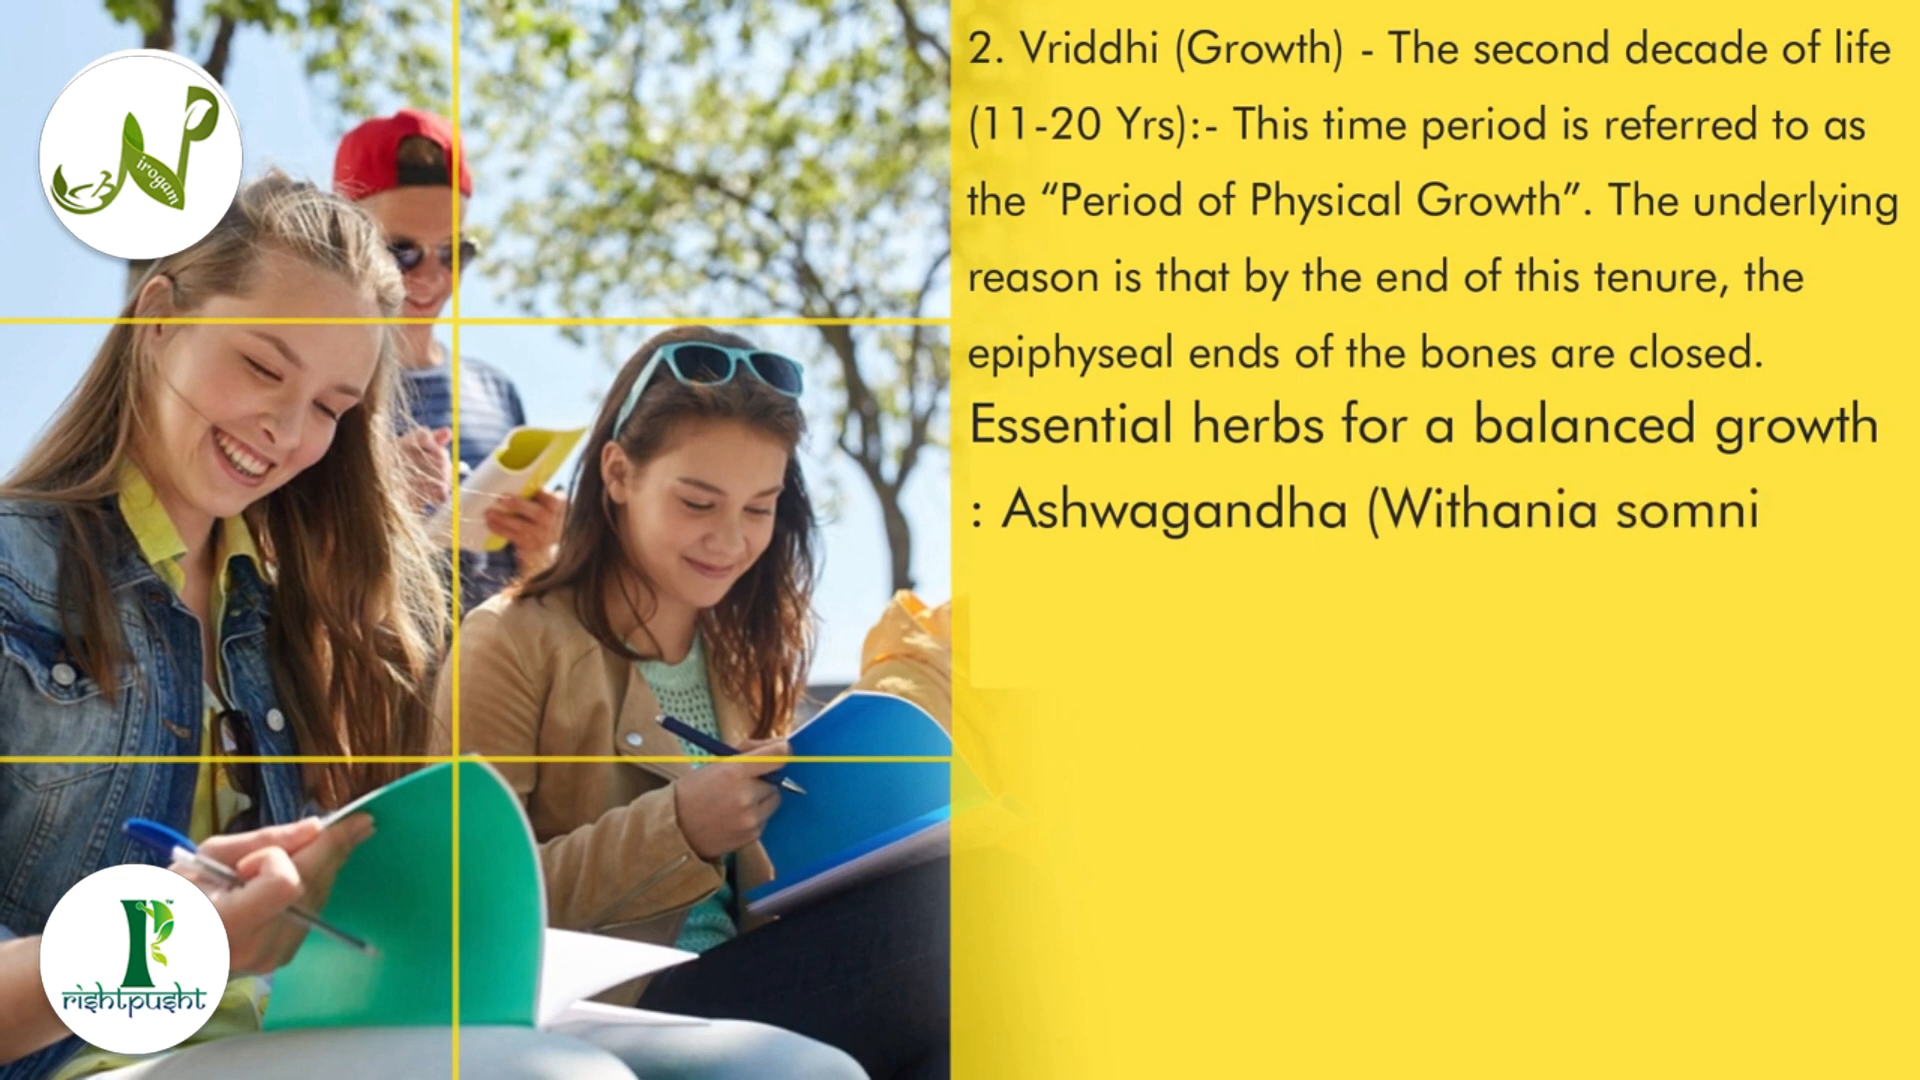 Nirogam
rishtpusht
TM
2. Vriddhi (Growth) - The second decade of life
(11-20 Yrs):- This time period is referred to as
the “Period of Physical Growth”. The underlying
reason is that by the end of this tenure, the
epiphyseal ends of the bones are closed.
Essential herbs for a balanced growth
: Ashwagandha (Withania somni